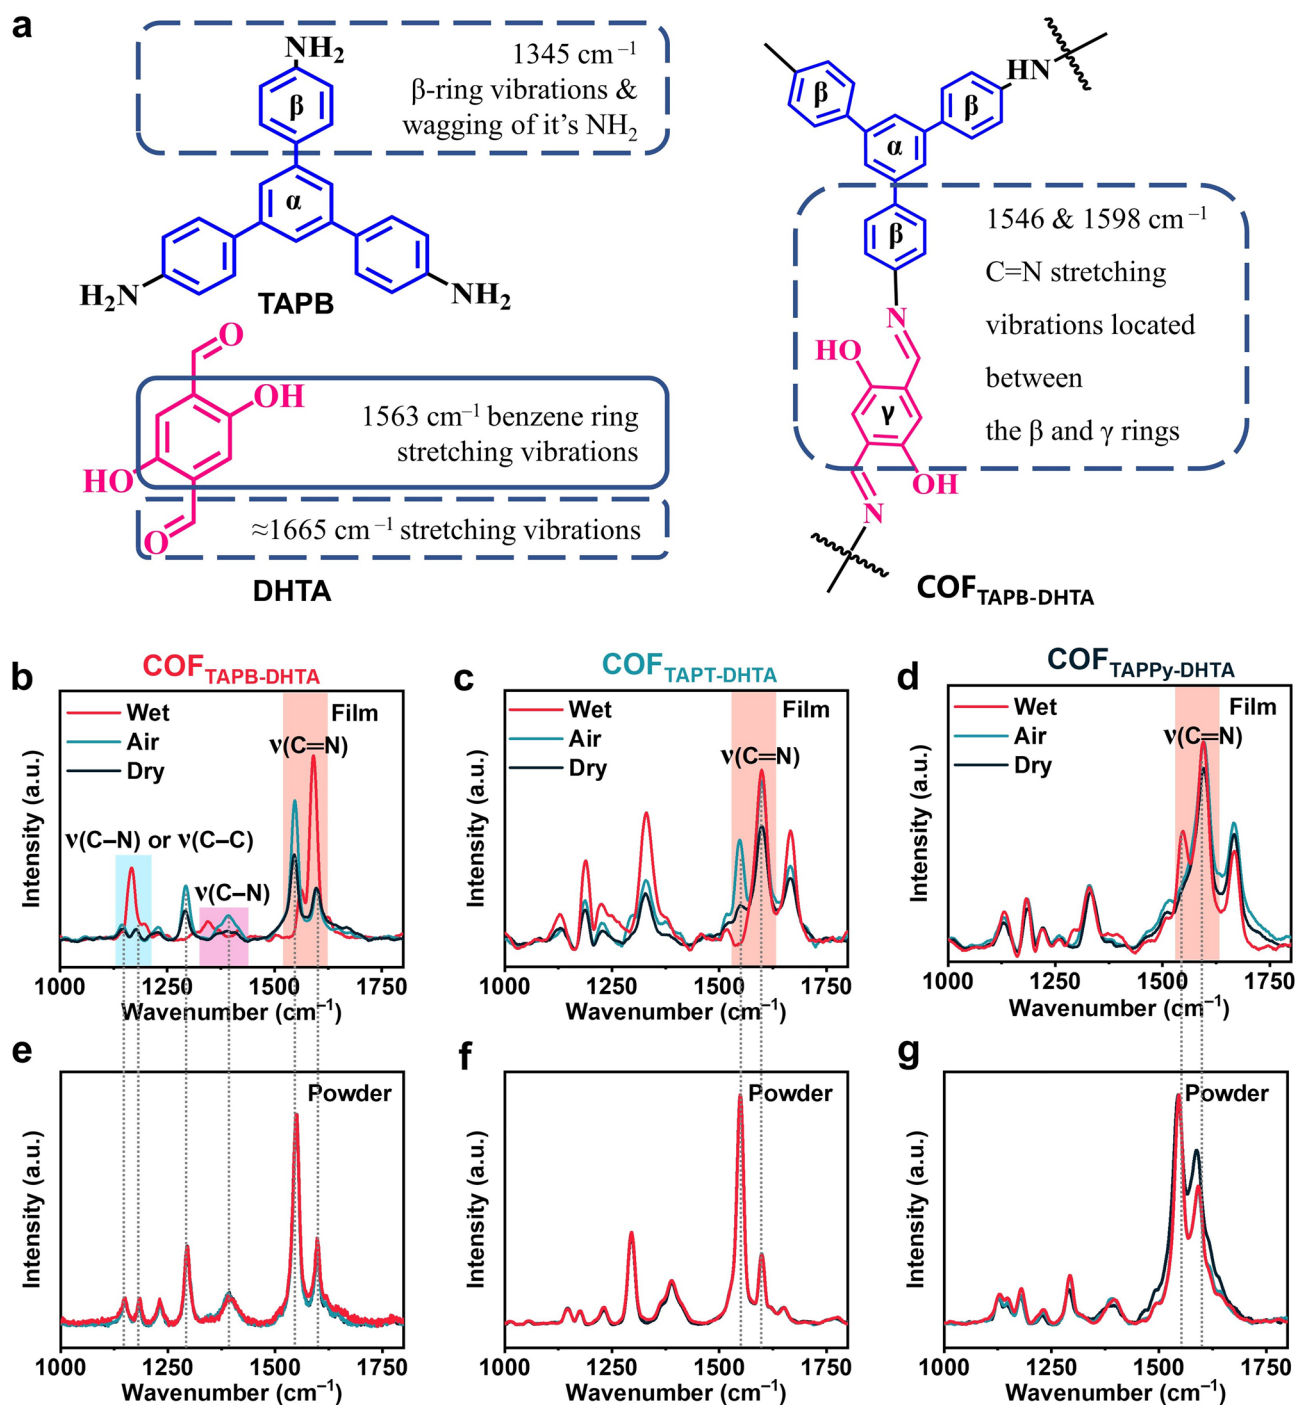 a
NH2
1345 cm–1
β-ring vibrations &
wagging of it's NH2
β
α
H2N
NH2
TAPB
O
OH
1563 cm–1 benzene ring
stretching vibrations
HO
≈1665 cm–1 stretching vibrations
O
DHTA
HN
β
β
α
β
1546 & 1598 cm–1
C=N stretching
vibrations located
between
the β and γ rings
N
HO
γ
OH
N
COFTAPB-DHTA
b
COFTAPB-DHTA
Wet
Air
Dry
Film
ν(C=N)
ν(C–N) or ν(C–C)
ν(C–N)
Intensity (a.u.)
1000 1250 1500 1750
Wavenumber (cm–1)
c
COFTAPT-DHTA
Wet
Air
Dry
Film
ν(C=N)
Intensity (a.u.)
1000 1250 1500 1750
Wavenumber (cm–1)
d
COFTAPPy-DHTA
Wet
Air
Dry
Film
ν(C=N)
Intensity (a.u.)
1000 1250 1500 1750
Wavenumber (cm–1)
e
Powder
Intensity (a.u.)
1000 1250 1500 1750
Wavenumber (cm–1)
f
Powder
Intensity (a.u.)
1000 1250 1500 1750
Wavenumber (cm–1)
g
Powder
Intensity (a.u.)
1000 1250 1500 1750
Wavenumber (cm–1)